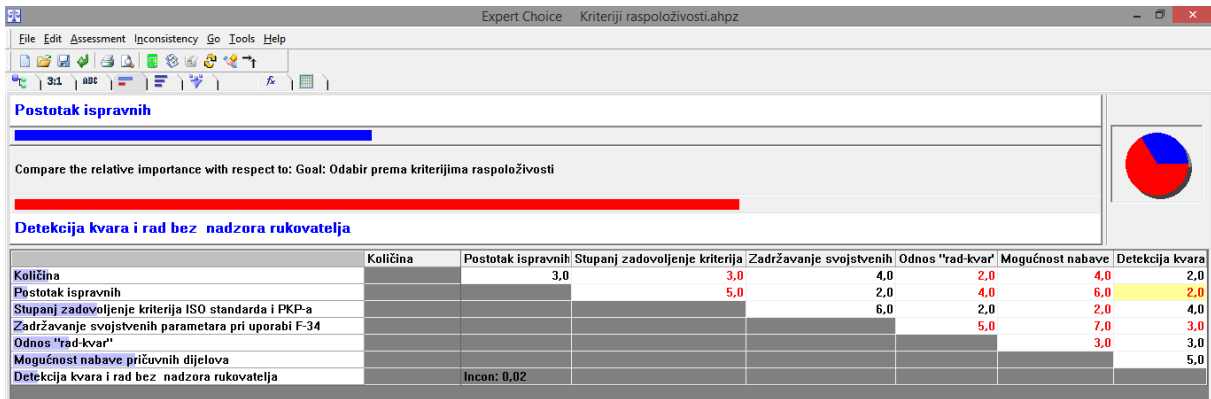 Expert Choice Kriteriji raspoloživosti.ahpz
File Edit Assessment Inconsistency Go Tools Help
3:1 ABC fx
Postotak ispravnih
Compare the relative importance with respect to: Goal: Odabir prema kriterijima raspoloživosti
Detekcija kvara i rad bez nadzora rukovatelja
Količina Postotak ispravnih Stupanj zadovoljenje kriterija Zadržavanje svojstvenih Odnos "rad-kvar" Mogućnost nabave Detekcija kvara
Količina 3,0 3,0 4,0 2,0 4,0 2,0
Postotak ispravnih 5,0 2,0 4,0 6,0 2,0
Stupanj zadovoljenje kriterija ISO standarda i PKP-a 6,0 2,0 2,0 4,0
Zadržavanje svojstvenih parametara pri uporabi F-34 5,0 7,0 3,0
Odnos "rad-kvar" 3,0 3,0
Mogućnost nabave pričuvnih dijelova 5,0
Detekcija kvara i rad bez nadzora rukovatelja Incon: 0,02